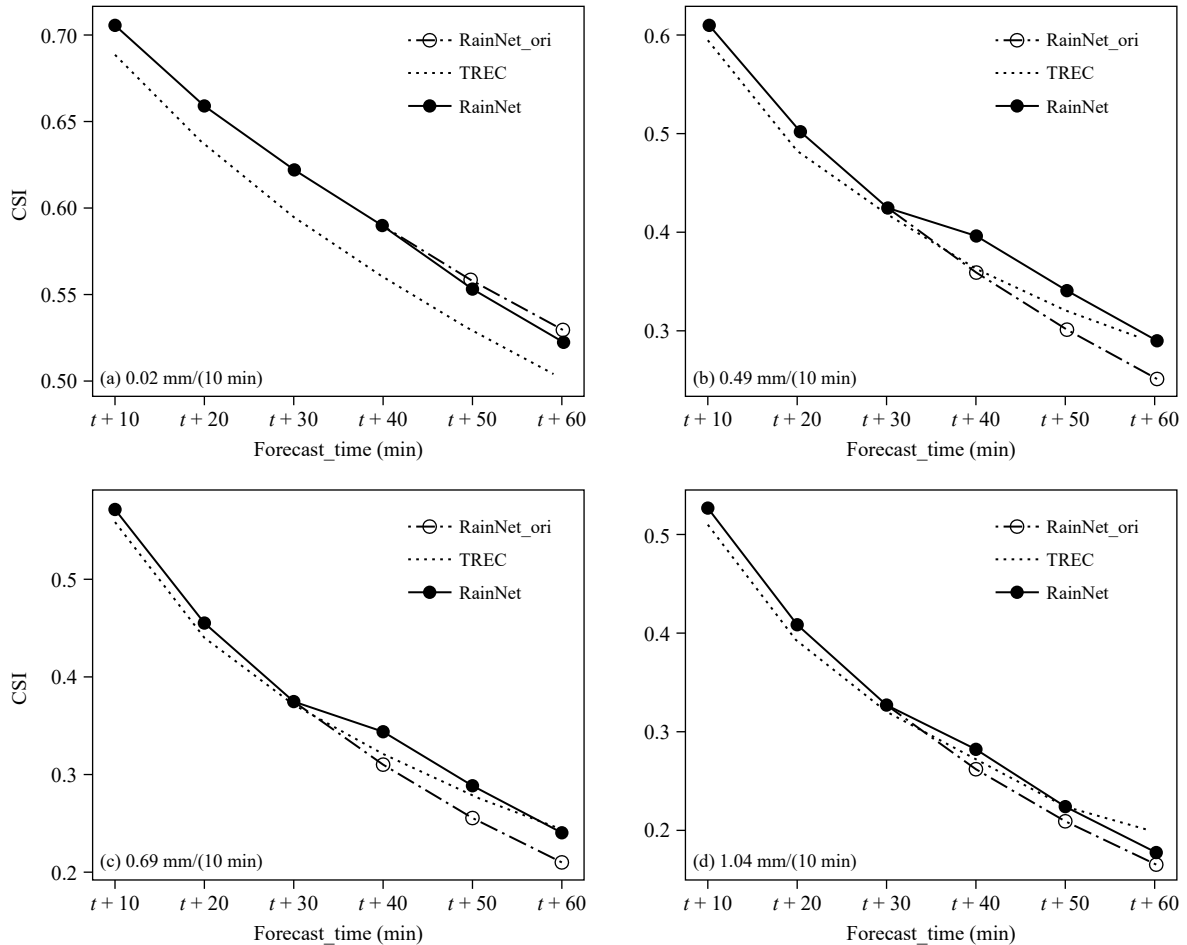 0.70
0.65
0.60
0.55
0.50
CSI
RainNet_ori
TREC
RainNet
(a) 0.02 mm/(10 min)
t + 10 t + 20 t + 30 t + 40 t + 50 t + 60
Forecast_time (min)
0.6
0.5
0.4
0.3
RainNet_ori
TREC
RainNet
(b) 0.49 mm/(10 min)
t + 10 t + 20 t + 30 t + 40 t + 50 t + 60
Forecast_time (min)
0.5
0.4
0.3
0.2
CSI
RainNet_ori
TREC
RainNet
(c) 0.69 mm/(10 min)
t + 10 t + 20 t + 30 t + 40 t + 50 t + 60
Forecast_time (min)
0.5
0.4
0.3
0.2
RainNet_ori
TREC
RainNet
(d) 1.04 mm/(10 min)
t + 10 t + 20 t + 30 t + 40 t + 50 t + 60
Forecast_time (min)